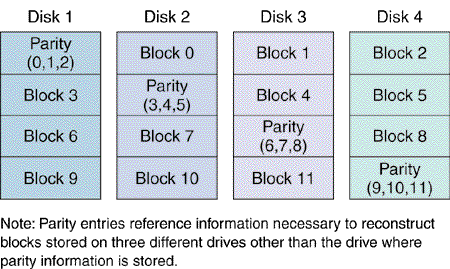 Disk 1 Disk 2 Disk 3 Disk 4
Parity
(0,1,2)
Block 0
Block 1
Block 2
Block 3
Parity
(3,4,5)
Block 4
Block 5
Block 6
Block 7
Parity
(6,7,8)
Block 8
Block 9
Block 10
Block 11
Parity
(9,10,11)
Note: Parity entries reference information necessary to reconstruct
blocks stored on three different drives other than the drive where
parity information is stored.